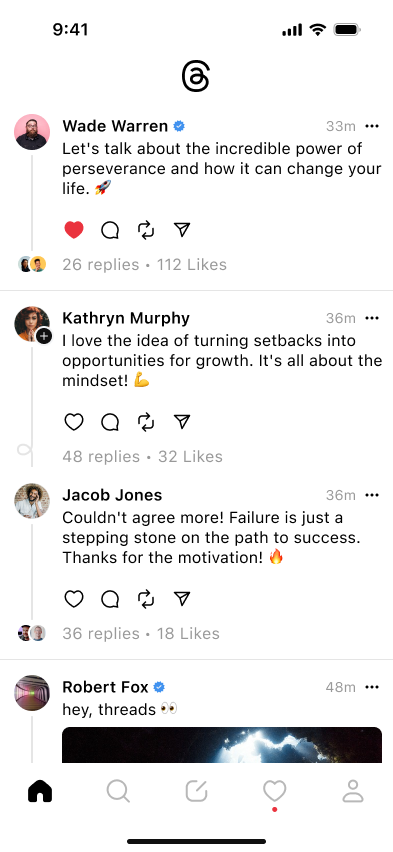 9:41
Wade Warren 33m
Let's talk about the incredible power of
perseverance and how it can change your
life. 🚀
26 replies • 112 Likes
Kathryn Murphy 36m
I love the idea of turning setbacks into
opportunities for growth. It's all about the
mindset! 💪
48 replies • 32 Likes
Jacob Jones 36m
Couldn't agree more! Failure is just a
stepping stone on the path to success.
Thanks for the motivation! 🔥
36 replies • 18 Likes
Robert Fox 48m
hey, threads 👀